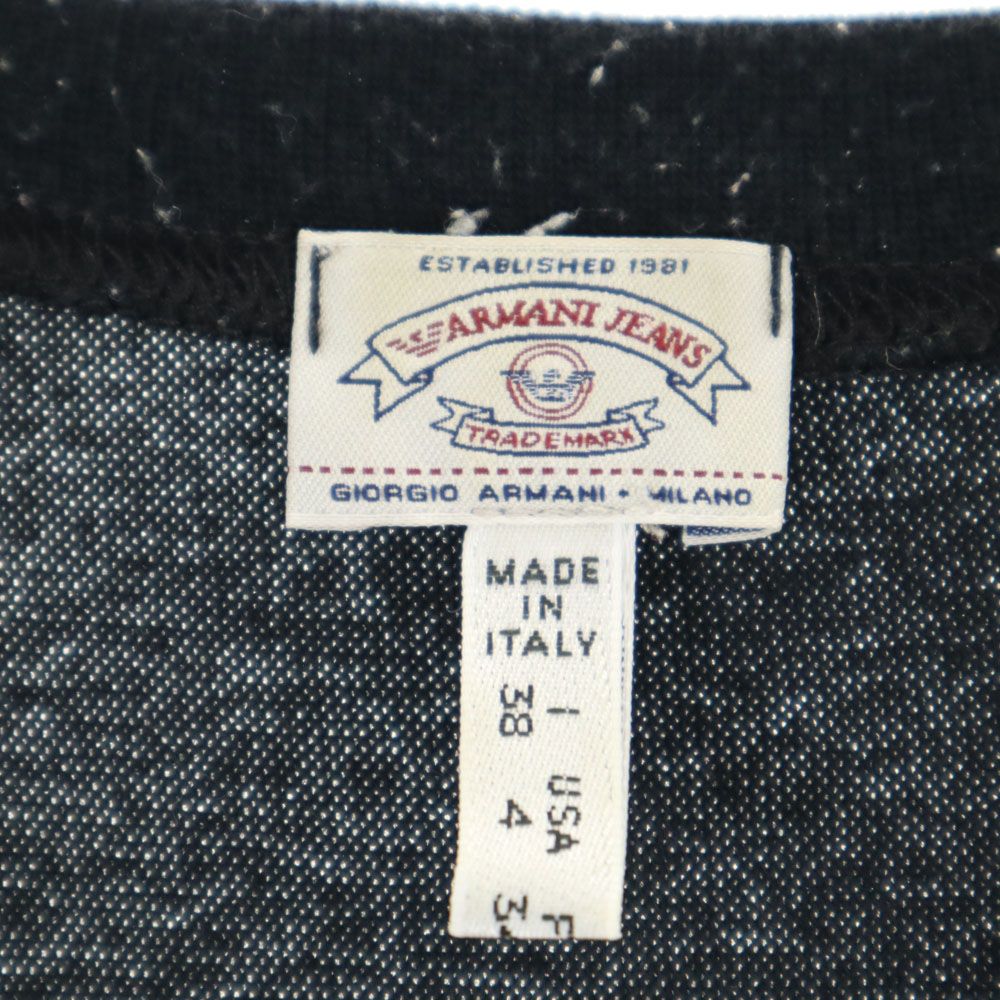 ESTABLISHED 1981
ARMANI JEANS
TRADEMARK
GIORGIO ARMANI • MILANO
MADE
IN
ITALY
I USA F
38 4